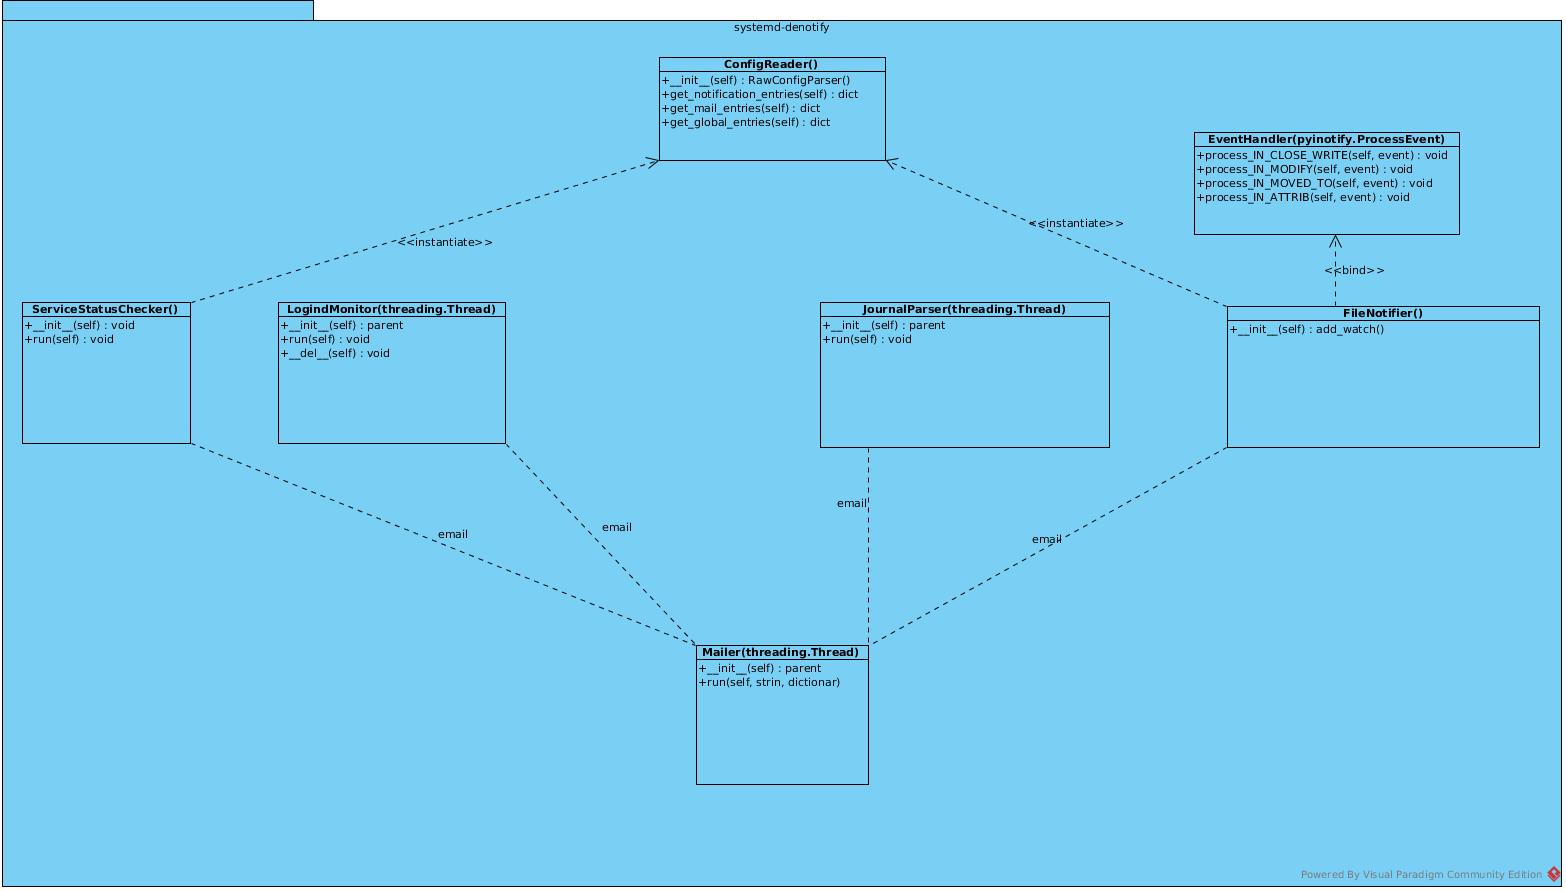 systemd-denotify
ConfigReader()
+__init__(self) : RawConfigParser()
+get_notification_entries(self) : dict
+get_mail_entries(self) : dict
+get_global_entries(self) : dict
EventHandler(pyinotify.ProcessEvent)
+process_IN_CLOSE_WRITE(self, event) : void
+process_IN_MODIFY(self, event) : void
+process_IN_MOVED_TO(self, event) : void
+process_IN_ATTRIB(self, event) : void
<<instantiate>>
<<instantiate>>
<<bind>>
ServiceStatusChecker()
+__init__(self) : void
+run(self) : void
LogindMonitor(threading.Thread)
+__init__(self) : parent
+run(self) : void
+__del__(self) : void
JournalParser(threading.Thread)
+__init__(self) : parent
+run(self) : void
FileNotifier()
+__init__(self) : add_watch()
email
email
email
email
Mailer(threading.Thread)
+__init__(self) : parent
+run(self, strin, dictionar)
Powered By Visual Paradigm Community Edition